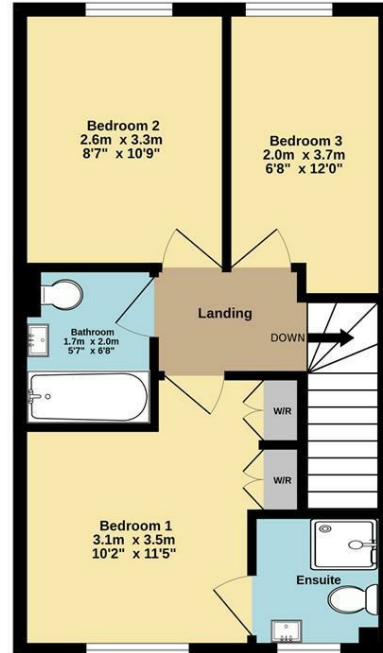 Bedroom 2
2.6m x 3.3m
8'7" x 10'9"
Bedroom 3
2.0m x 3.7m
6'8" x 12'0"
Bathroom
1.7m x 2.0m
5'7" x 6'8"
Landing
DOWN
W/R
W/R
Bedroom 1
3.1m x 3.5m
10'2" x 11'5"
Ensuite